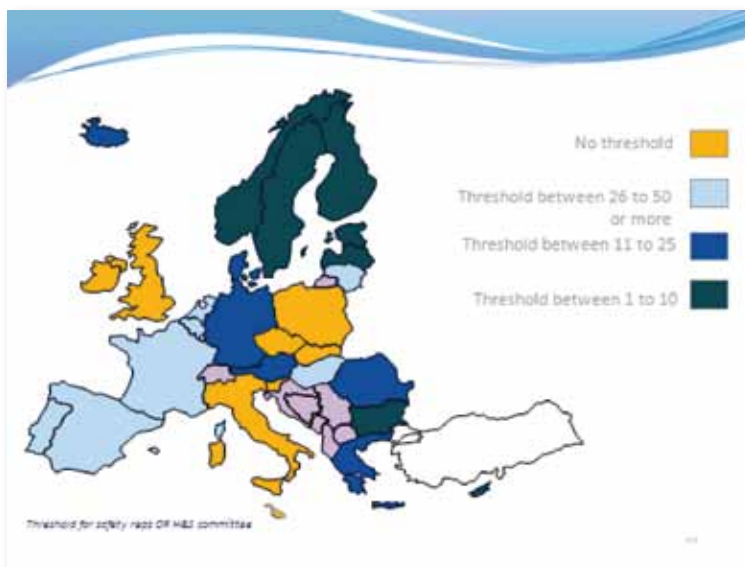 No threshold
Threshold between 26 to 50
or more
Threshold between 11 to 25
Threshold between 1 to 10
Threshold for safety reps OR H&S committee